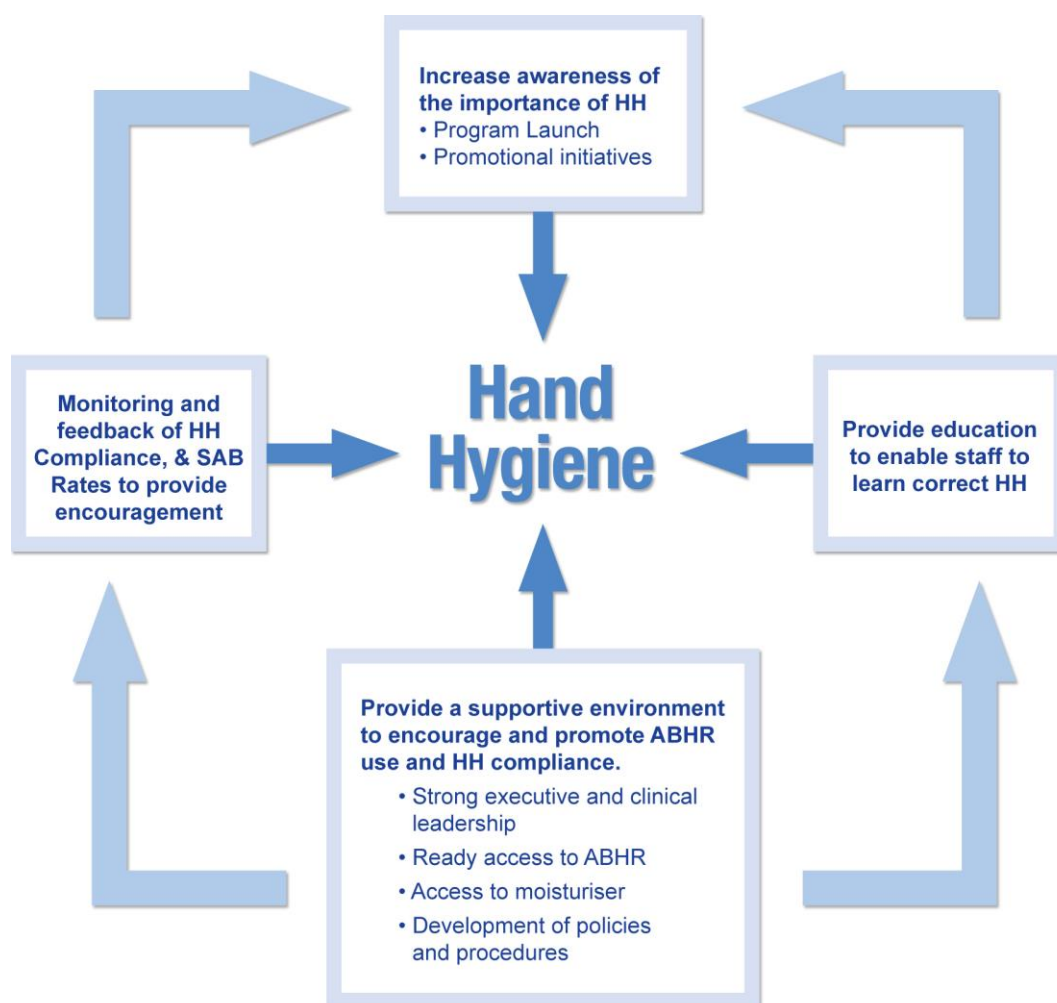 Increase awareness of
the importance of HH
• Program Launch
• Promotional initiatives
Monitoring and
feedback of HH
Compliance, & SAB
Rates to provide
encouragement
Hand
Hygiene
Provide education
to enable staff to
learn correct HH
Provide a supportive environment
to encourage and promote ABHR
use and HH compliance.
• Strong executive and clinical
leadership
• Ready access to ABHR
• Access to moisturiser
• Development of policies
and procedures